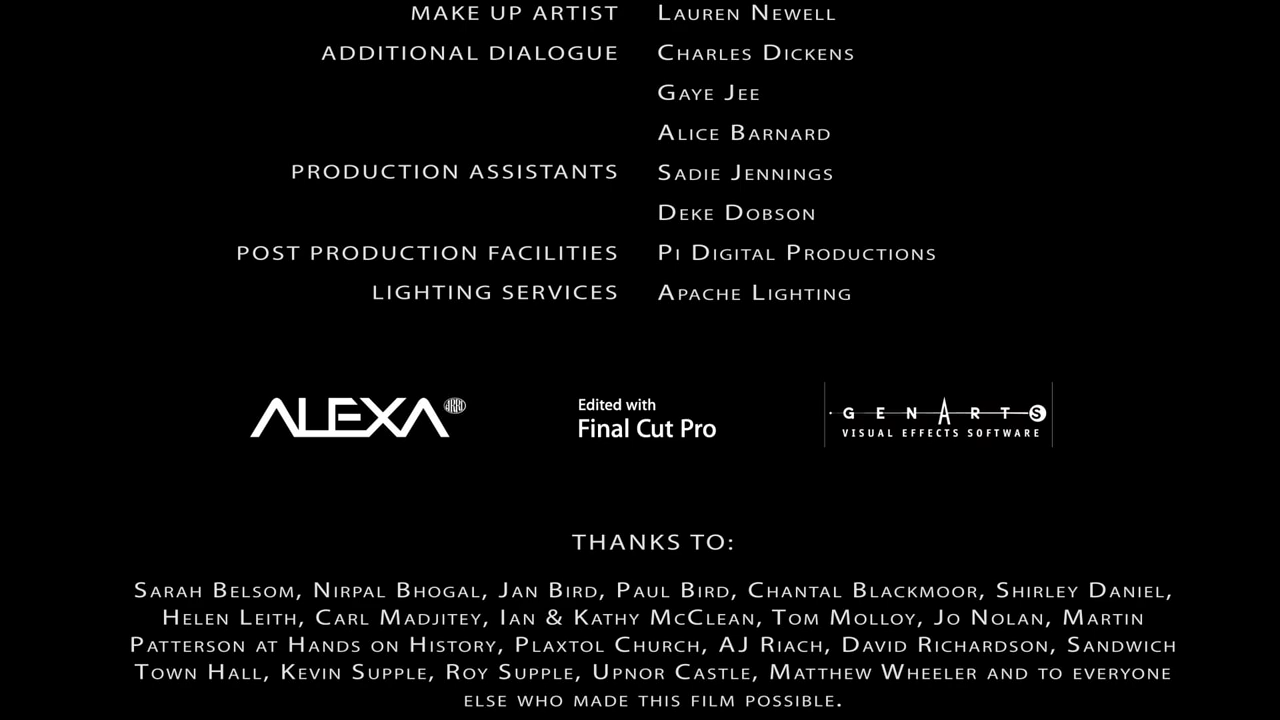 MAKE UP ARTIST Lauren Newell
ADDITIONAL DIALOGUE Charles Dickens
Gaye Jee
Alice Barnard
PRODUCTION ASSISTANTS Sadie Jennings
Deke Dobson
POST PRODUCTION FACILITIES Pi Digital Productions
LIGHTING SERVICES Apache Lighting
ALEXA ARRI
Edited with
Final Cut Pro
GENARTS
VISUAL EFFECTS SOFTWARE
THANKS TO:
Sarah Belsom, Nirpal Bhogal, Jan Bird, Paul Bird, Chantal Blackmoor, Shirley Daniel,
Helen Leith, Carl Madjitey, Ian & Kathy McClean, Tom Molloy, Jo Nolan, Martin
Patterson at Hands on History, Plaxtol Church, AJ Riach, David Richardson, Sandwich
Town Hall, Kevin Supple, Roy Supple, Upnor Castle, Matthew Wheeler and to everyone
else who made this film possible.